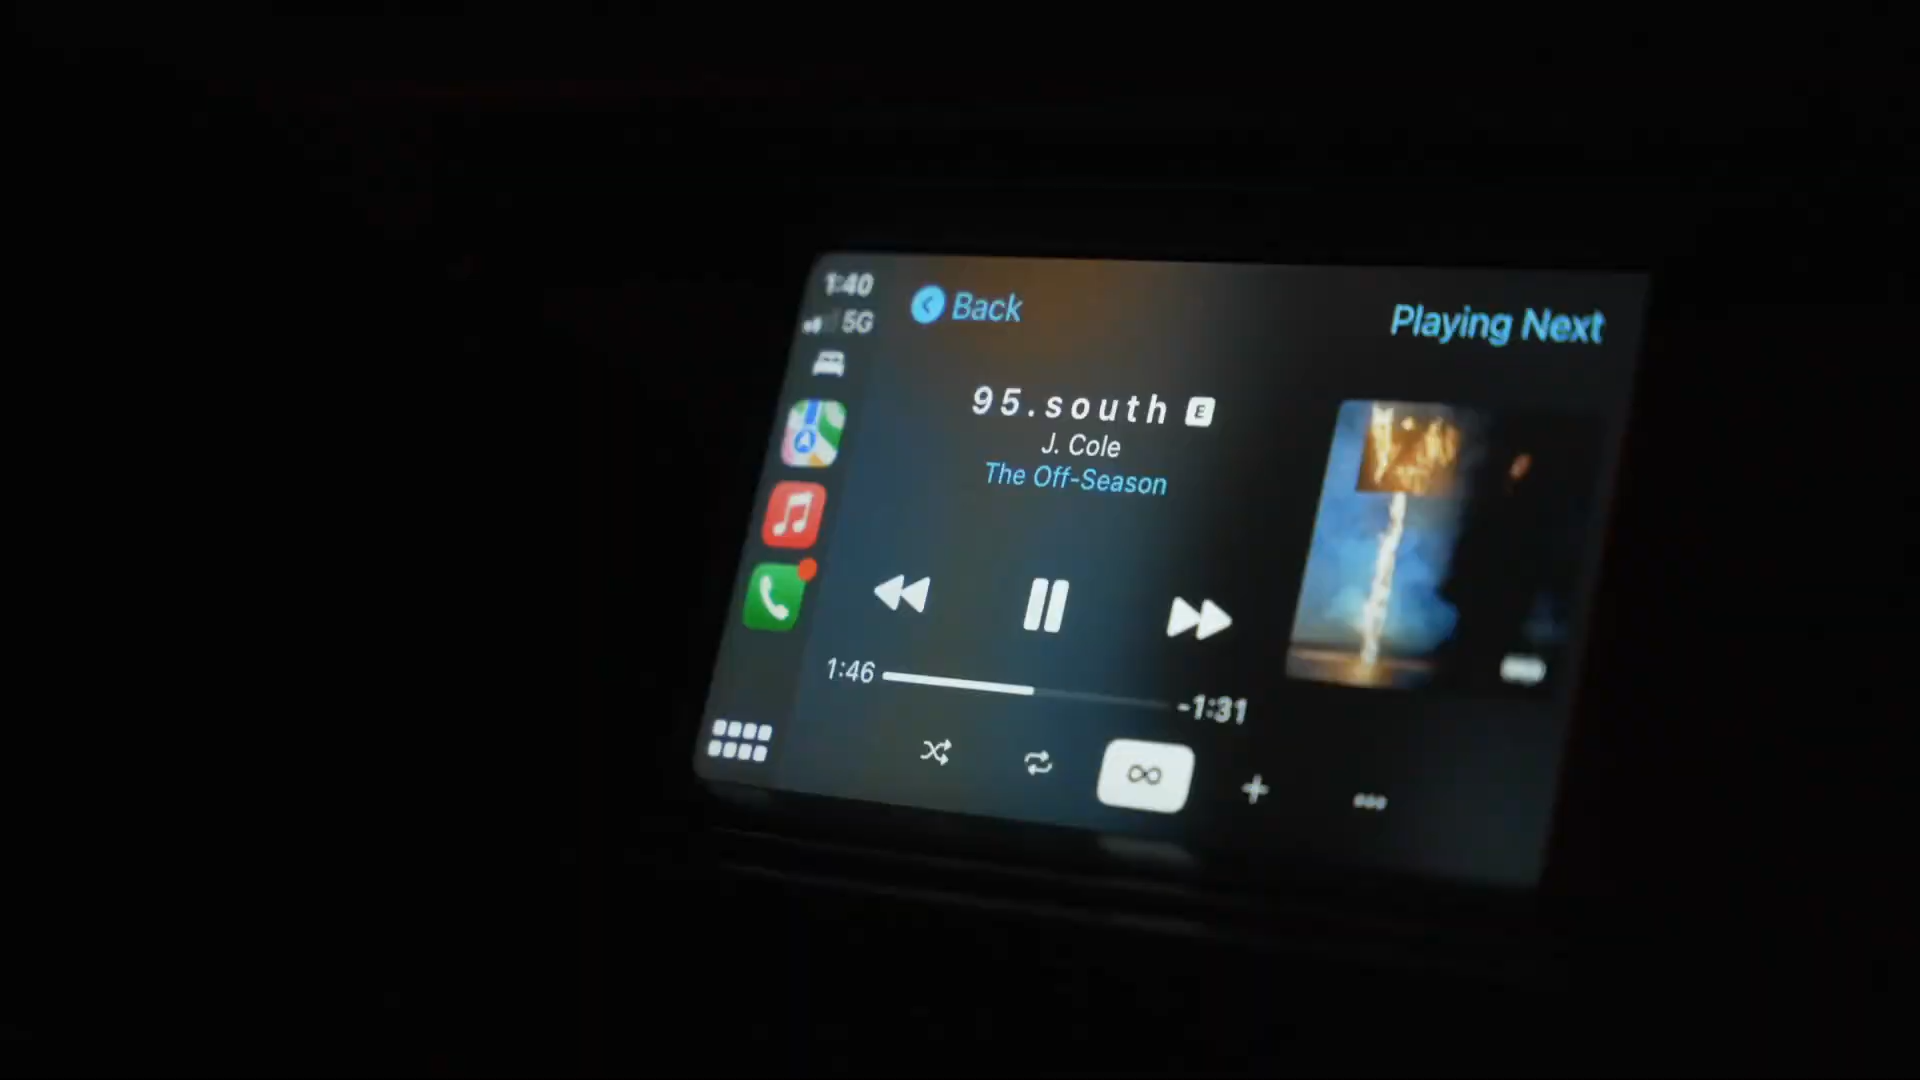 1:40
5G
Back
Playing Next
95.south E
J. Cole
The Off-Season
1:46
-1:31